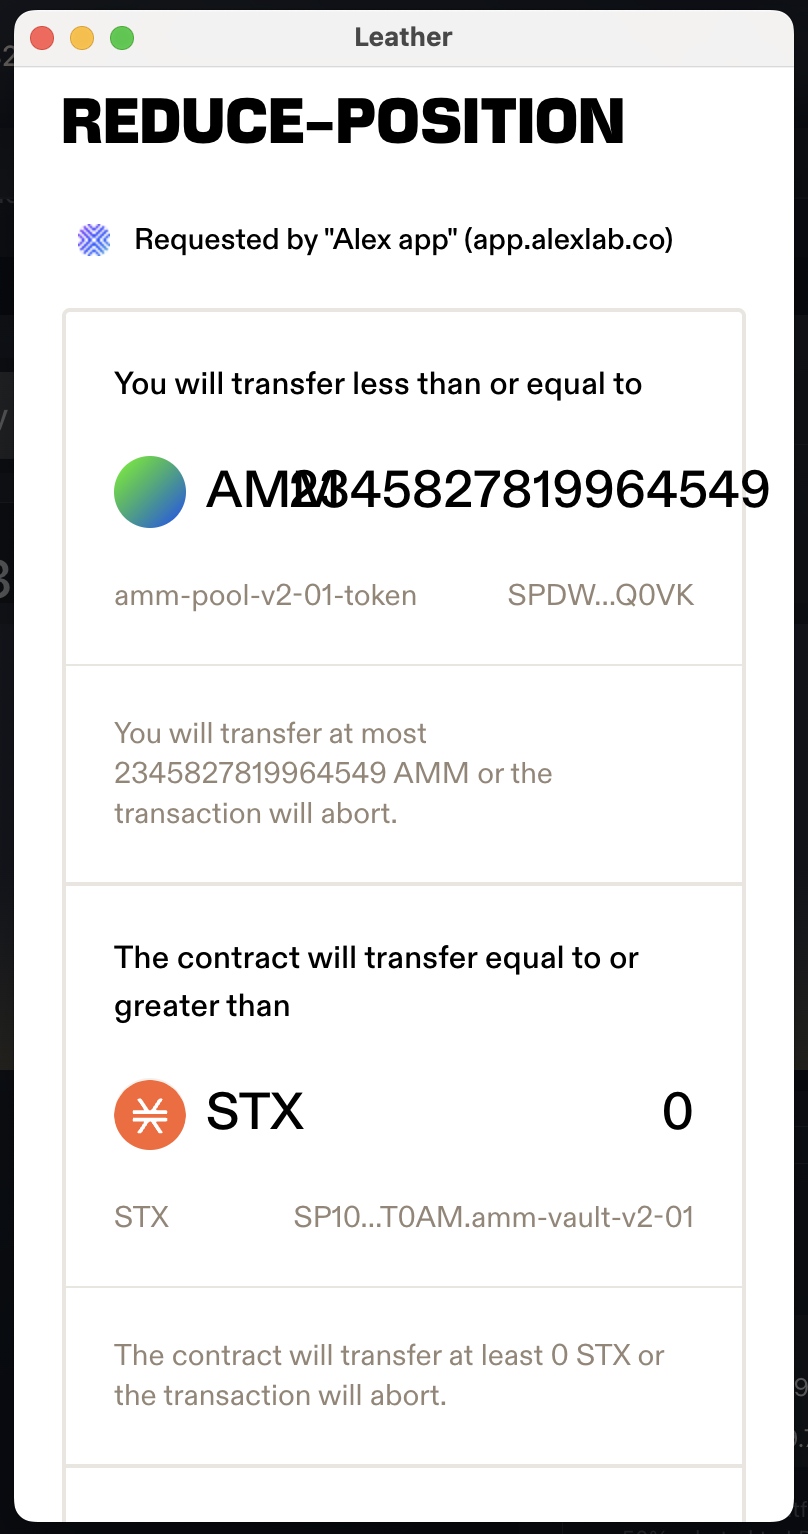 Leather
REDUCE-POSITION
Requested by "Alex app" (app.alexlab.co)
You will transfer less than or equal to
AMM 2345827819964549
amm-pool-v2-01-token SPDW...Q0VK
You will transfer at most
2345827819964549 AMM or the
transaction will abort.
The contract will transfer equal to or
greater than
STX 0
STX SP10...T0AM.amm-vault-v2-01
The contract will transfer at least 0 STX or
the transaction will abort.